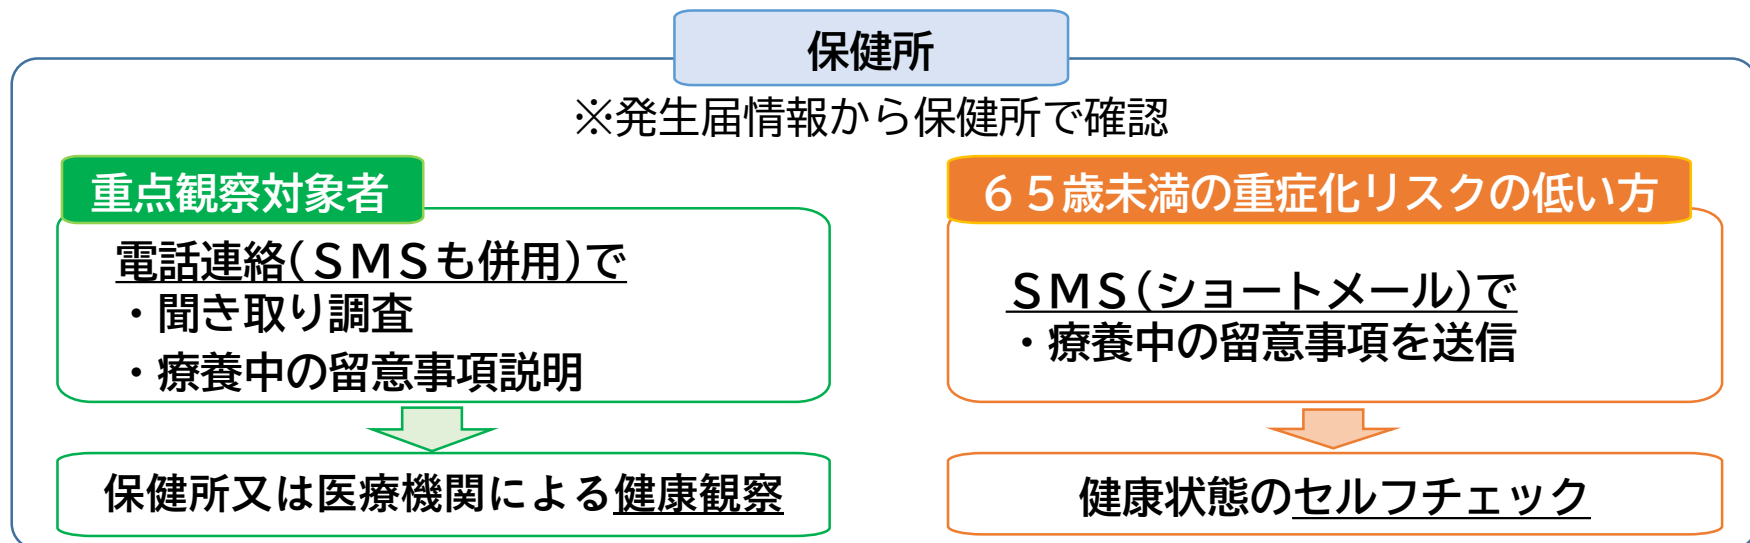 保健所
※発生届情報から保健所で確認
重点観察対象者
電話連絡(ＳＭＳも併用)で
・聞き取り調査
・療養中の留意事項説明
保健所又は医療機関による健康観察
６５歳未満の重症化リスクの低い方
ＳＭＳ(ショートメール)で
・療養中の留意事項を送信
健康状態のセルフチェック